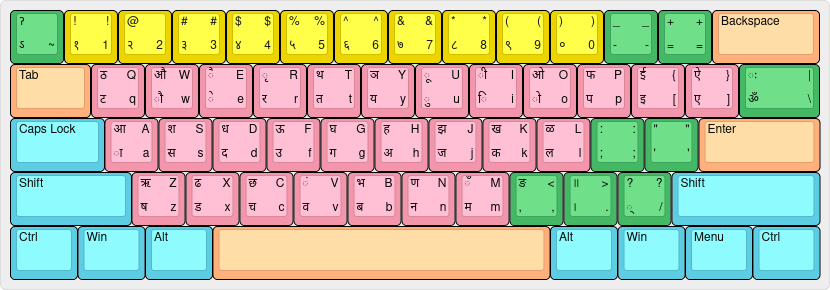 ॽ ! ! @ # # $ $ % % ^ ^ & & * * ( ( ) ) _ _ + + Backspace
ऽ ~ १ 1 २ 2 ३ 3 ४ 4 ५ 5 ६ 6 ७ 7 ८ 8 ९ 9 ० 0 - - = =
Tab ठ Q औ W ै E ृ R थ T ञ Y ू U ी I ओ O फ P ई { ऐ } ः |
ट q ौ w े e र r त t य y ु u ि i ो o प p इ [ ए ] ॐ \
Caps Lock आ A श S ध D ऊ F घ G ह H झ J ख K ळ L : : " " Enter
ा a स s द d उ f ग g अ h ज j क k ल l ; ; ' '
Shift ऋ Z ढ X छ C ं V भ B ण N ँ M ङ < ॥ > ? ? Shift
ष z ड x च c व v ब b न n म m , , । . ् /
Ctrl Win Alt Alt Win Menu Ctrl